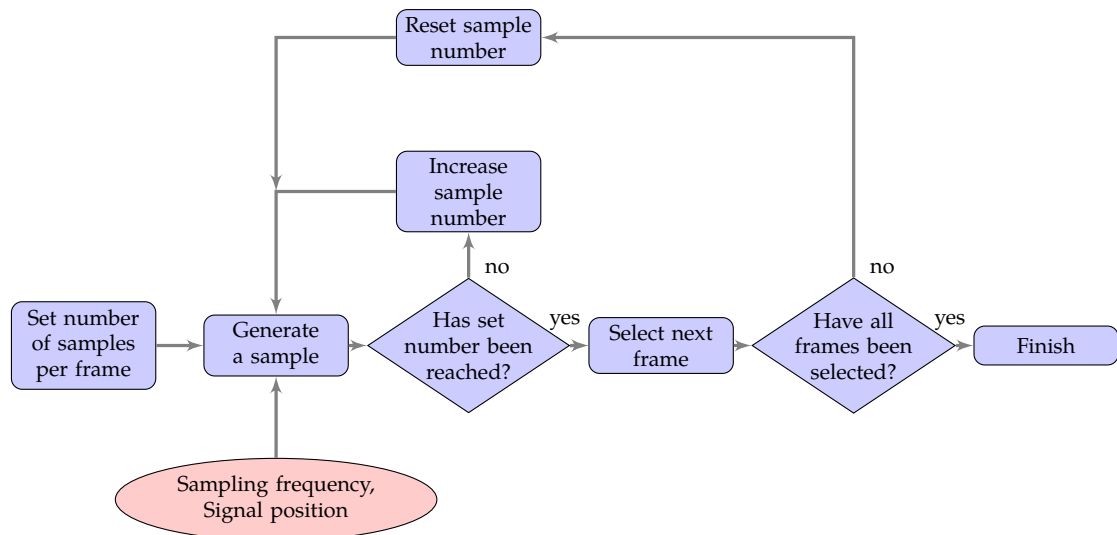 Reset sample
number
Increase
sample
number
no
no
Set number
of samples
per frame
Generate
a sample
Has set
number been
reached?
yes
Select next
frame
Have all
frames been
selected?
yes
Finish
Sampling frequency,
Signal position